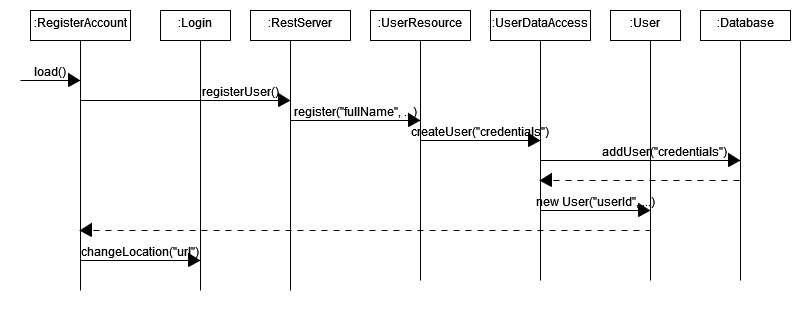 :RegisterAccount :Login :RestServer :UserResource :UserDataAccess :User :Database
load()
registerUser()
register("fullName", ...)
createUser("credentials")
addUser("credentials")
new User("userId", ...)
changeLocation("url")